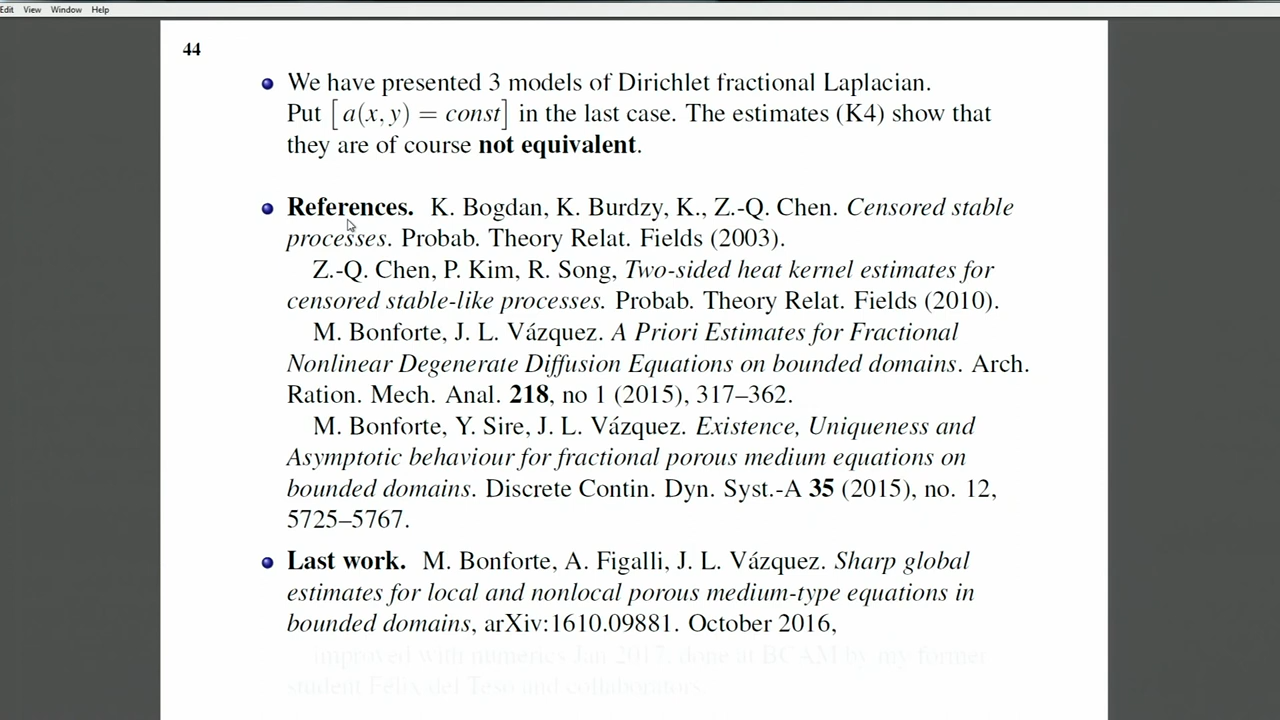 Edit View Window Help
44
We have presented 3 models of Dirichlet fractional Laplacian.
Put [a(x, y) = const] in the last case. The estimates (K4) show that
they are of course not equivalent.
References. K. Bogdan, K. Burdzy, K., Z.-Q. Chen. Censored stable
processes. Probab. Theory Relat. Fields (2003).
Z.-Q. Chen, P. Kim, R. Song, Two-sided heat kernel estimates for
censored stable-like processes. Probab. Theory Relat. Fields (2010).
M. Bonforte, J. L. Vázquez. A Priori Estimates for Fractional
Nonlinear Degenerate Diffusion Equations on bounded domains. Arch.
Ration. Mech. Anal. 218, no 1 (2015), 317–362.
M. Bonforte, Y. Sire, J. L. Vázquez. Existence, Uniqueness and
Asymptotic behaviour for fractional porous medium equations on
bounded domains. Discrete Contin. Dyn. Syst.-A 35 (2015), no. 12,
5725–5767.
Last work. M. Bonforte, A. Figalli, J. L. Vázquez. Sharp global
estimates for local and nonlocal porous medium-type equations in
bounded domains, arXiv:1610.09881. October 2016,
improved with numerics Jan 2017, done at BCAM by my former
student Félix del Teso and collaborators.